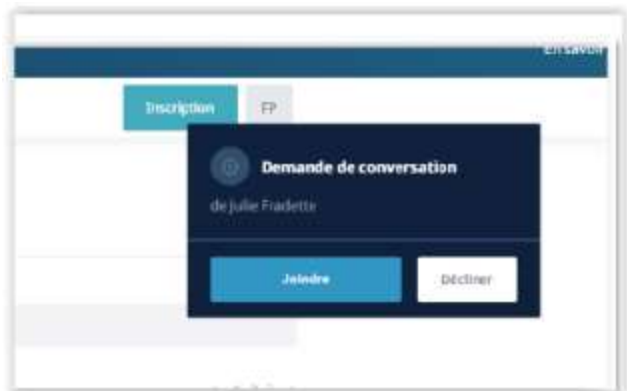 En savoir
Inscription FP
Demande de conversation
de Julie Fradette
Joindre Décliner